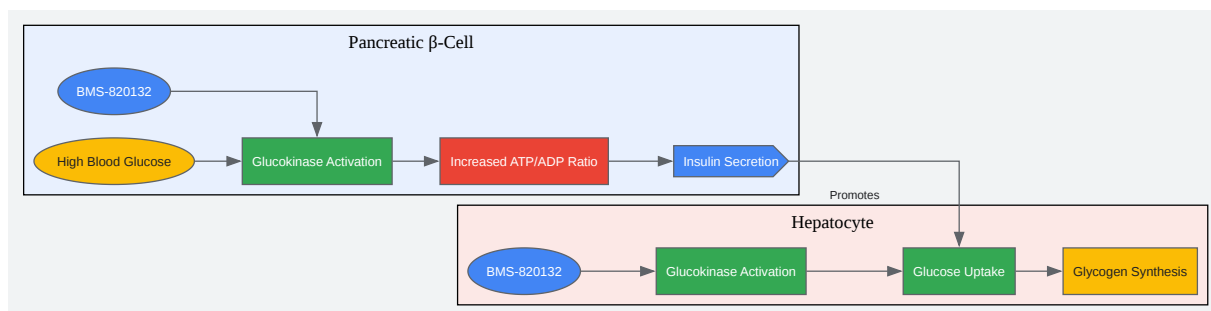 Pancreatic β-Cell
BMS-820132
High Blood Glucose
Glucokinase Activation
Increased ATP/ADP Ratio
Insulin Secretion
Promotes
Hepatocyte
BMS-820132
Glucokinase Activation
Glucose Uptake
Glycogen Synthesis